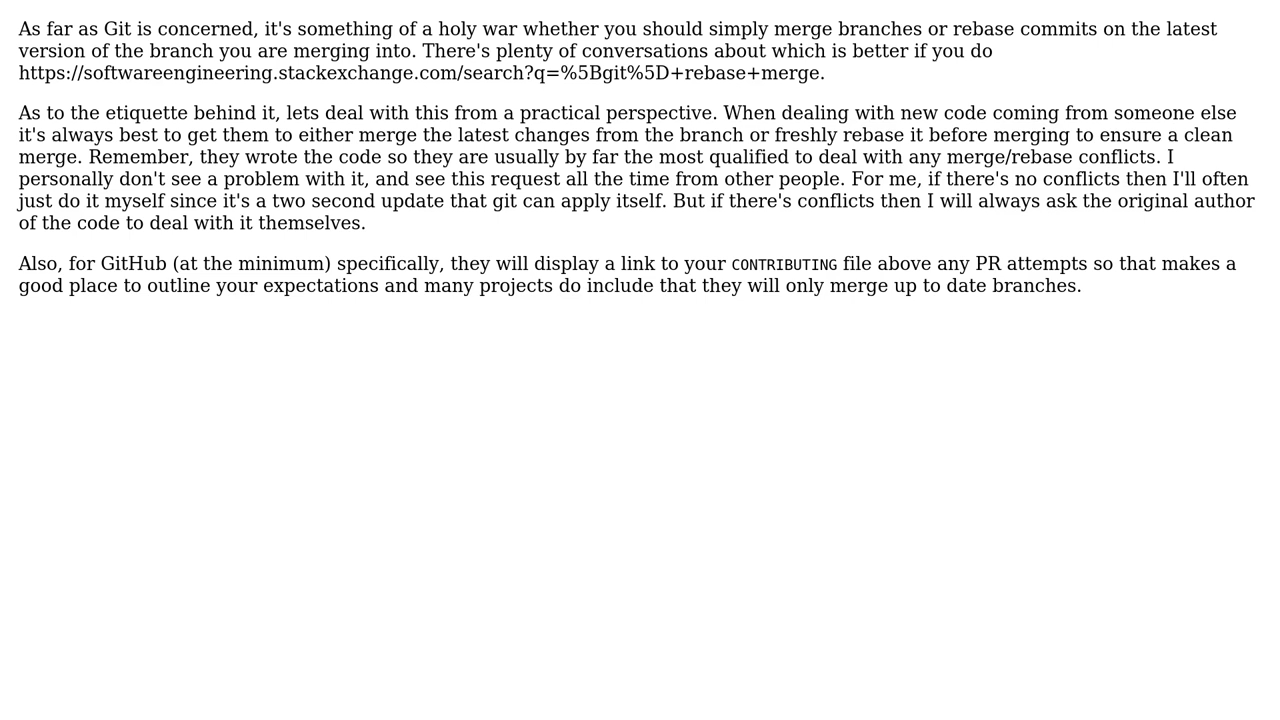 As far as Git is concerned, it's something of a holy war whether you should simply merge branches or rebase commits on the latest
version of the branch you are merging into. There's plenty of conversations about which is better if you do
https://softwareengineering.stackexchange.com/search?q=%5Bgit%5D+rebase+merge.
As to the etiquette behind it, lets deal with this from a practical perspective. When dealing with new code coming from someone else
it's always best to get them to either merge the latest changes from the branch or freshly rebase it before merging to ensure a clean
merge. Remember, they wrote the code so they are usually by far the most qualified to deal with any merge/rebase conflicts. I
personally don't see a problem with it, and see this request all the time from other people. For me, if there's no conflicts then I'll often
just do it myself since it's a two second update that git can apply itself. But if there's conflicts then I will always ask the original author
of the code to deal with it themselves.
Also, for GitHub (at the minimum) specifically, they will display a link to your CONTRIBUTING file above any PR attempts so that makes a
good place to outline your expectations and many projects do include that they will only merge up to date branches.